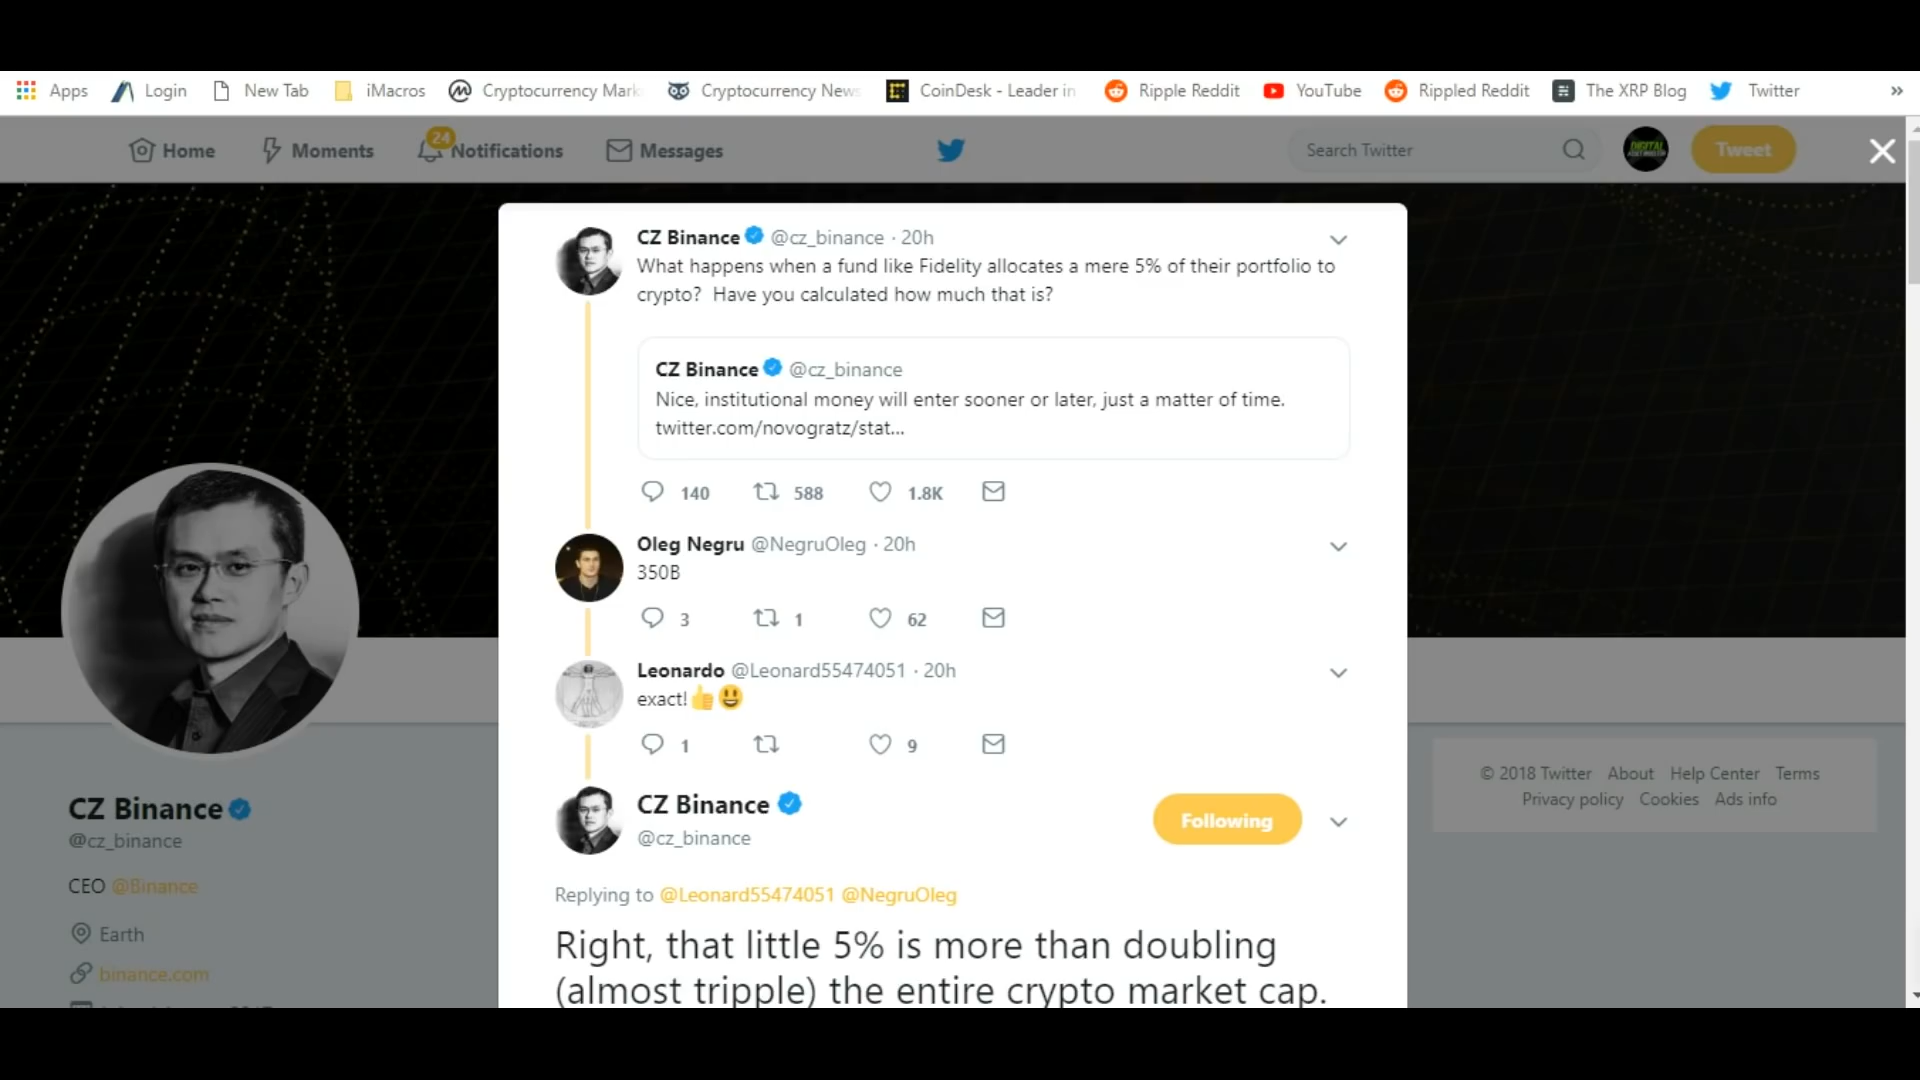 Apps Login New Tab iMacros Cryptocurrency Mark Cryptocurrency News CoinDesk - Leader in Ripple Reddit YouTube Rippled Reddit The XRP Blog Twitter »
Home Moments 24 Notifications Messages Search Twitter Tweet
CZ Binance @cz_binance · 20h
What happens when a fund like Fidelity allocates a mere 5% of their portfolio to
crypto? Have you calculated how much that is?
CZ Binance @cz_binance
Nice, institutional money will enter sooner or later, just a matter of time.
twitter.com/novogratz/stat...
140 588 1.8K
Oleg Negru @NegruOleg · 20h
350B
3 1 62
Leonardo @Leonard55474051 · 20h
exact!👍😃
1 9
CZ Binance
@cz_binance
Following
Replying to @Leonard55474051 @NegruOleg
Right, that little 5% is more than doubling
(almost tripple) the entire crypto market cap.
CZ Binance
@cz_binance
CEO @Binance
Earth
binance.com
© 2018 Twitter About Help Center Terms
Privacy policy Cookies Ads info